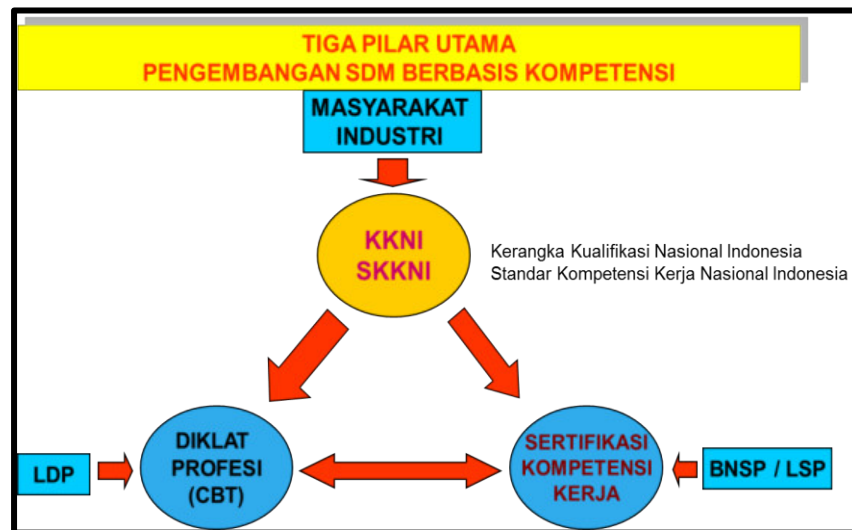 TIGA PILAR UTAMA
PENGEMBANGAN SDM BERBASIS KOMPETENSI
MASYARAKAT
INDUSTRI
KKNI
SKKNI
Kerangka Kualifikasi Nasional Indonesia
Standar Kompetensi Kerja Nasional Indonesia
LDP
DIKLAT
PROFESI
(CBT)
SERTIFIKASI
KOMPETENSI
KERJA
BNSP / LSP